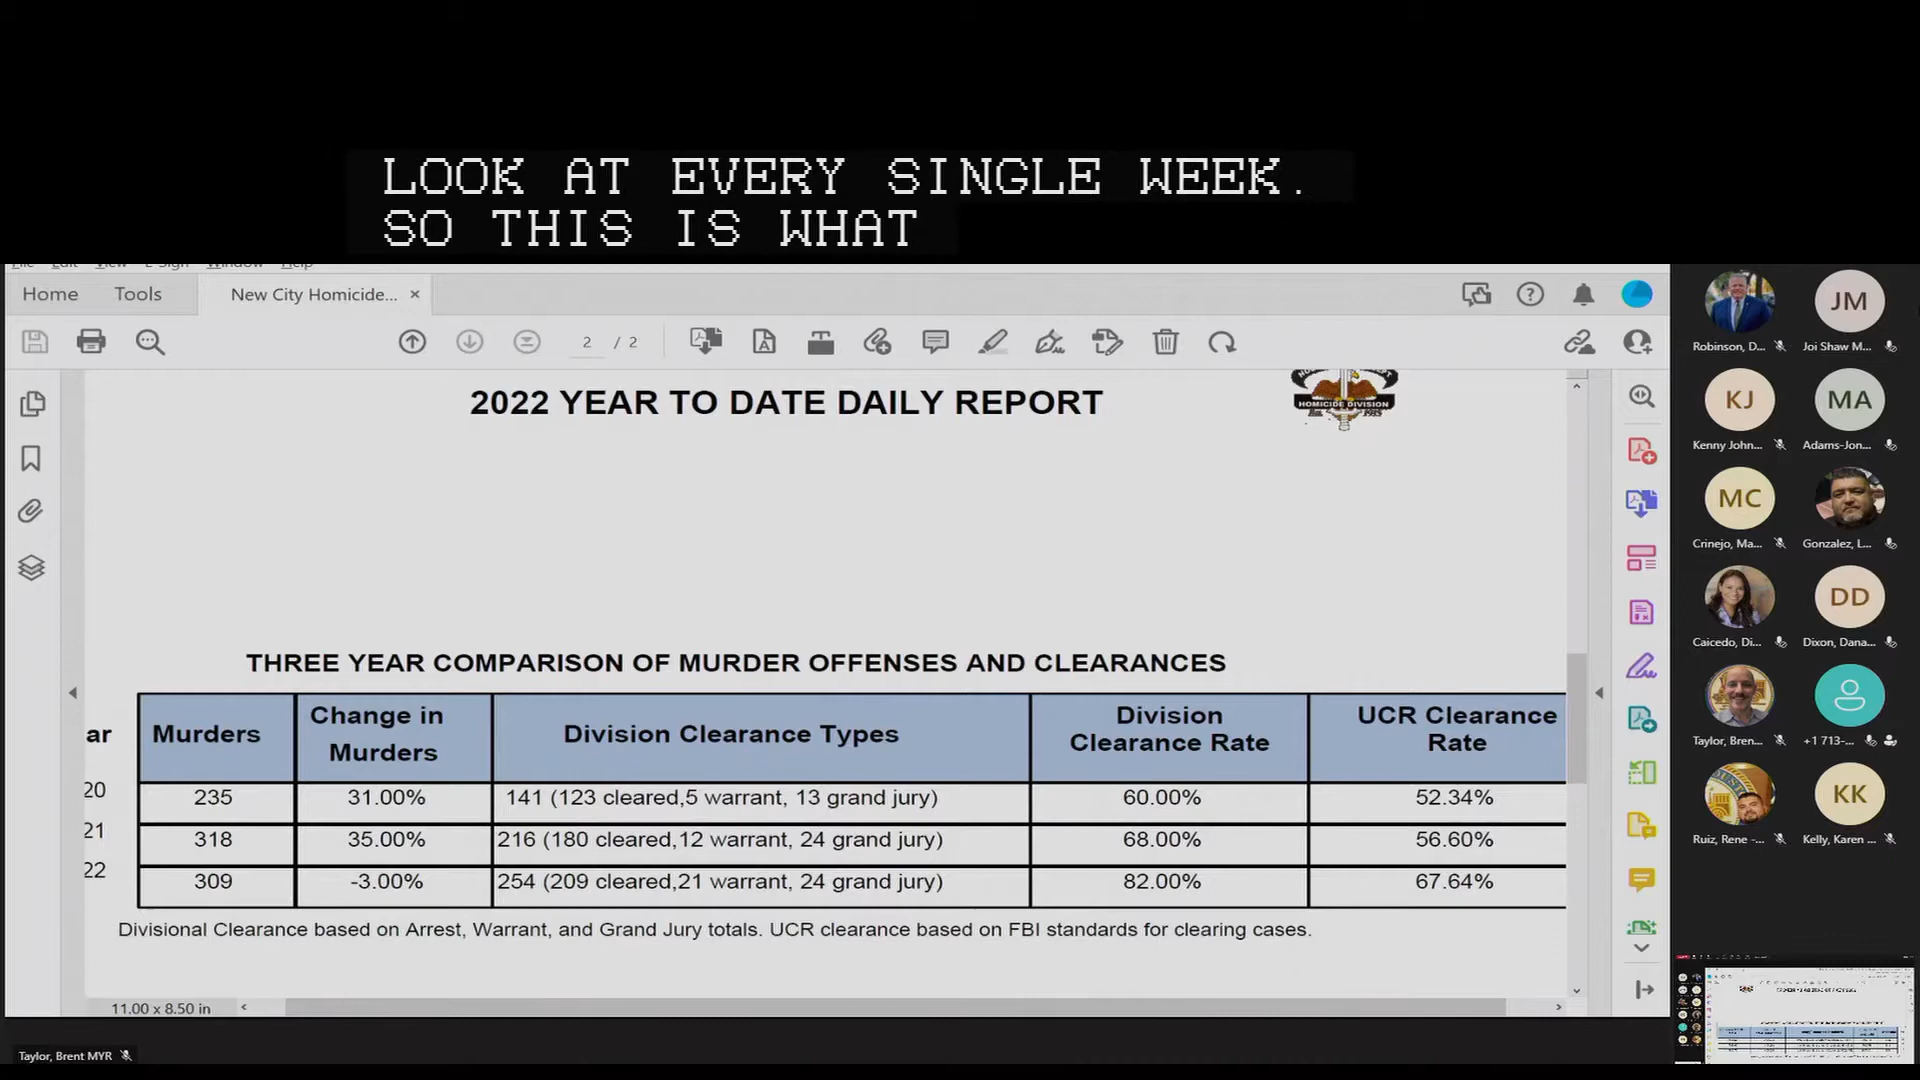 LOOK AT EVERY SINGLE WEEK.
SO THIS IS WHAT
File Edit View E-Sign Window Help
Home Tools New City Homicide... ×
2 / 2
2022 YEAR TO DATE DAILY REPORT
HOMICIDE DIVISION
THREE YEAR COMPARISON OF MURDER OFFENSES AND CLEARANCES
ar Murders Change in Murders Division Clearance Types Division Clearance Rate UCR Clearance Rate
20 235 31.00% 141 (123 cleared,5 warrant, 13 grand jury) 60.00% 52.34%
21 318 35.00% 216 (180 cleared,12 warrant, 24 grand jury) 68.00% 56.60%
22 309 -3.00% 254 (209 cleared,21 warrant, 24 grand jury) 82.00% 67.64%
Divisional Clearance based on Arrest, Warrant, and Grand Jury totals. UCR clearance based on FBI standards for clearing cases.
11.00 x 8.50 in
Taylor, Brent MYR
JM
Robinson, D... Joi Shaw M...
KJ MA
Kenny John... Adams-Jon...
MC
Crinejo, Ma... Gonzalez, L...
DD
Caicedo, Di... Dixon, Dana...
Taylor, Bren... +1 713-...
KK
Ruiz, Rene -... Kelly, Karen ...